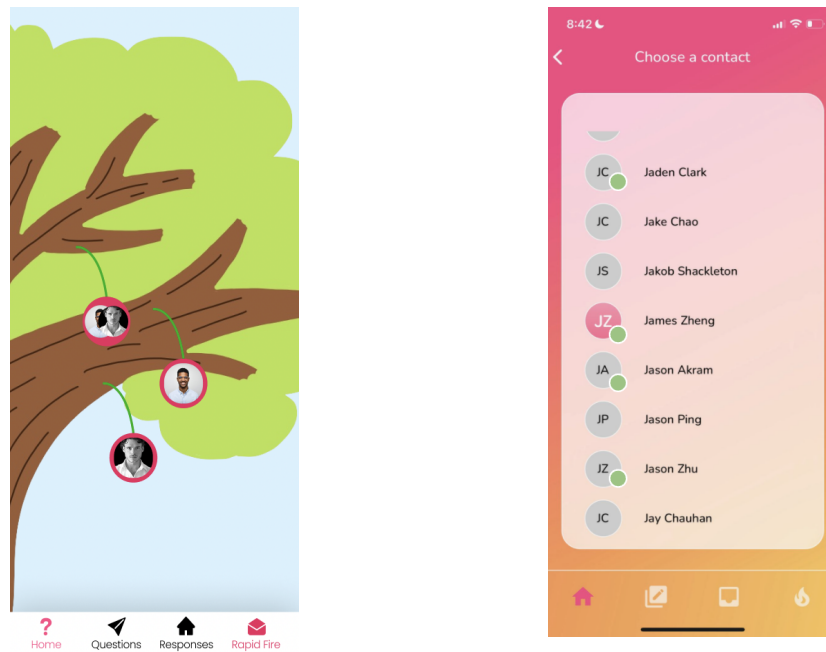 Home
Questions
Responses
Rapid Fire
8:42
Choose a contact
JC
Jaden Clark
JC
Jake Chao
JS
Jakob Shackleton
JZ
James Zheng
JA
Jason Akram
JP
Jason Ping
JZ
Jason Zhu
JC
Jay Chauhan